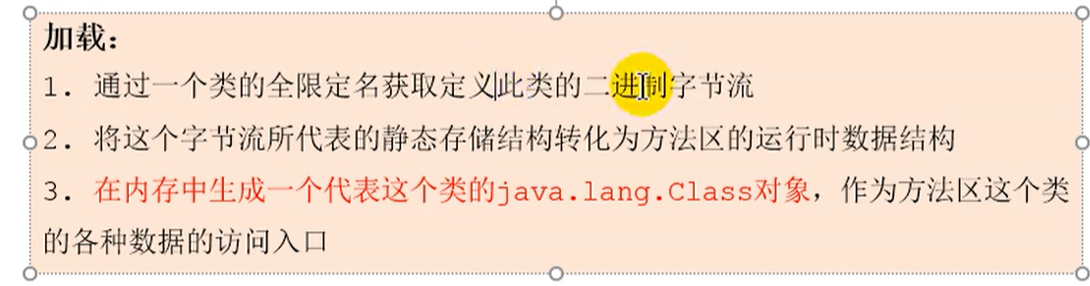 加载：
1. 通过一个类的全限定名获取定义此类的二进制字节流
2. 将这个字节流所代表的静态存储结构转化为方法区的运行时数据结构
3. 在内存中生成一个代表这个类的java.lang.Class对象，作为方法区这个类
的各种数据的访问入口